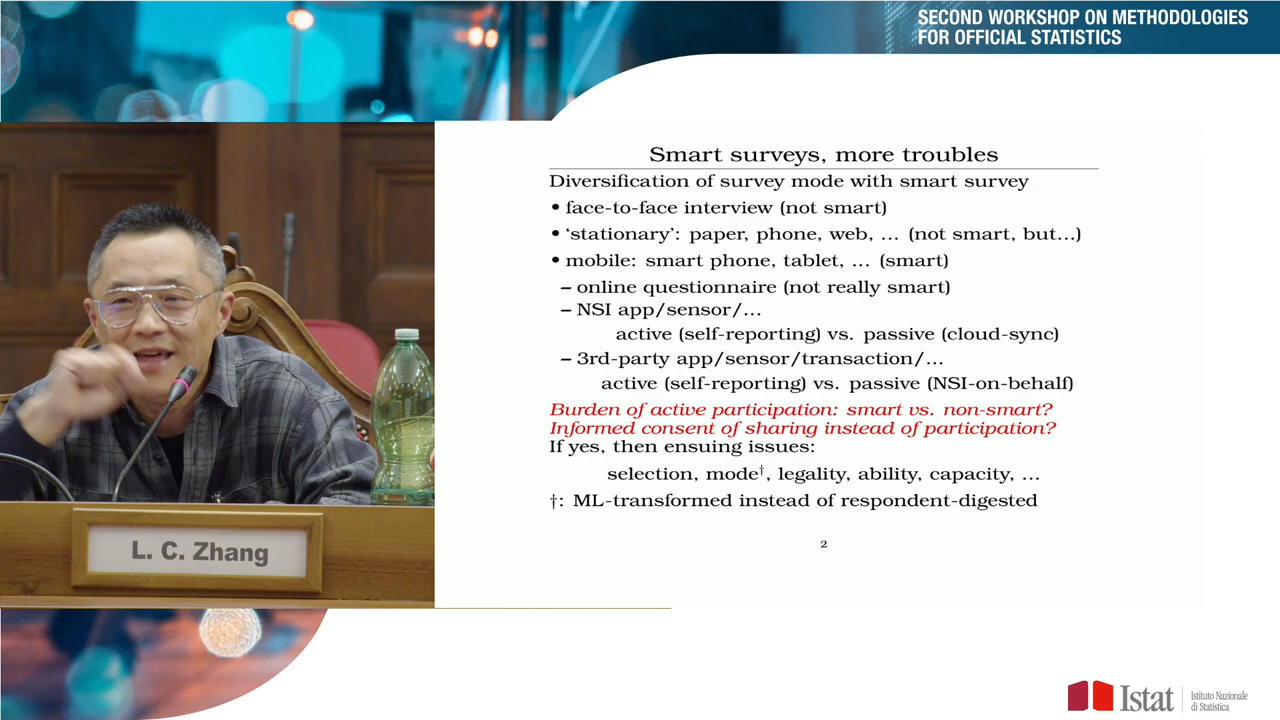 SECOND WORKSHOP ON METHODOLOGIES
FOR OFFICIAL STATISTICS
Smart surveys, more troubles
Diversification of survey mode with smart survey
• face-to-face interview (not smart)
• ‘stationary’: paper, phone, web, … (not smart, but…)
• mobile: smart phone, tablet, … (smart)
– online questionnaire (not really smart)
– NSI app/sensor/…
active (self-reporting) vs. passive (cloud-sync)
– 3rd-party app/sensor/transaction/…
active (self-reporting) vs. passive (NSI-on-behalf)
Burden of active participation: smart vs. non-smart?
Informed consent of sharing instead of participation?
If yes, then ensuing issues:
selection, mode†, legality, ability, capacity, …
†: ML-transformed instead of respondent-digested
2
L. C. Zhang
Istat
Istituto Nazionale
di Statistica